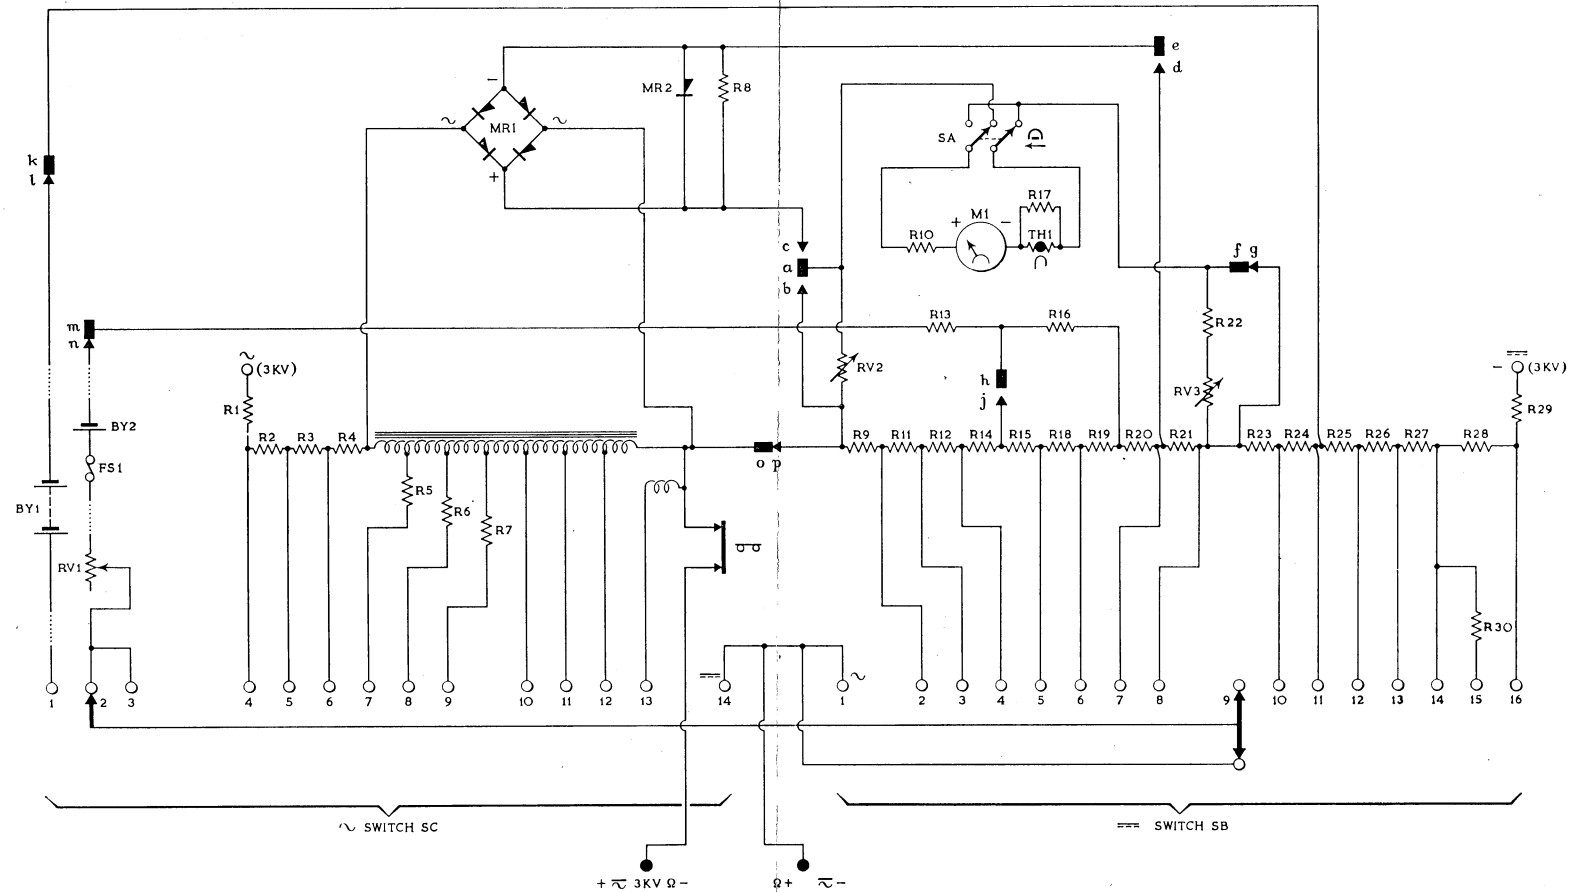 e
d
MR2
R8
−
∼
MR1
∼
+
SA
D
k
l
R17
+
M1
−
R10
TH1
c
a
b
f g
m
n
R13
R16
R22
∼
(3KV)
RV2
h
j
RV3
− (3KV)
R1
R29
BY2
R2
R3
R4
R9
R11
R12
R14
R15
R18
R19
R20
R21
R23
R24
R25
R26
R27
R28
o p
FS1
R5
R6
R7
BY1
RV1
R30
∼
1
2
3
4
5
6
7
8
9
10
11
12
13
14
1
2
3
4
5
6
7
8
9
10
11
12
13
14
15
16
∼ SWITCH SC
SWITCH SB
+ ∼ 3KV Ω −
Ω +
∼ −